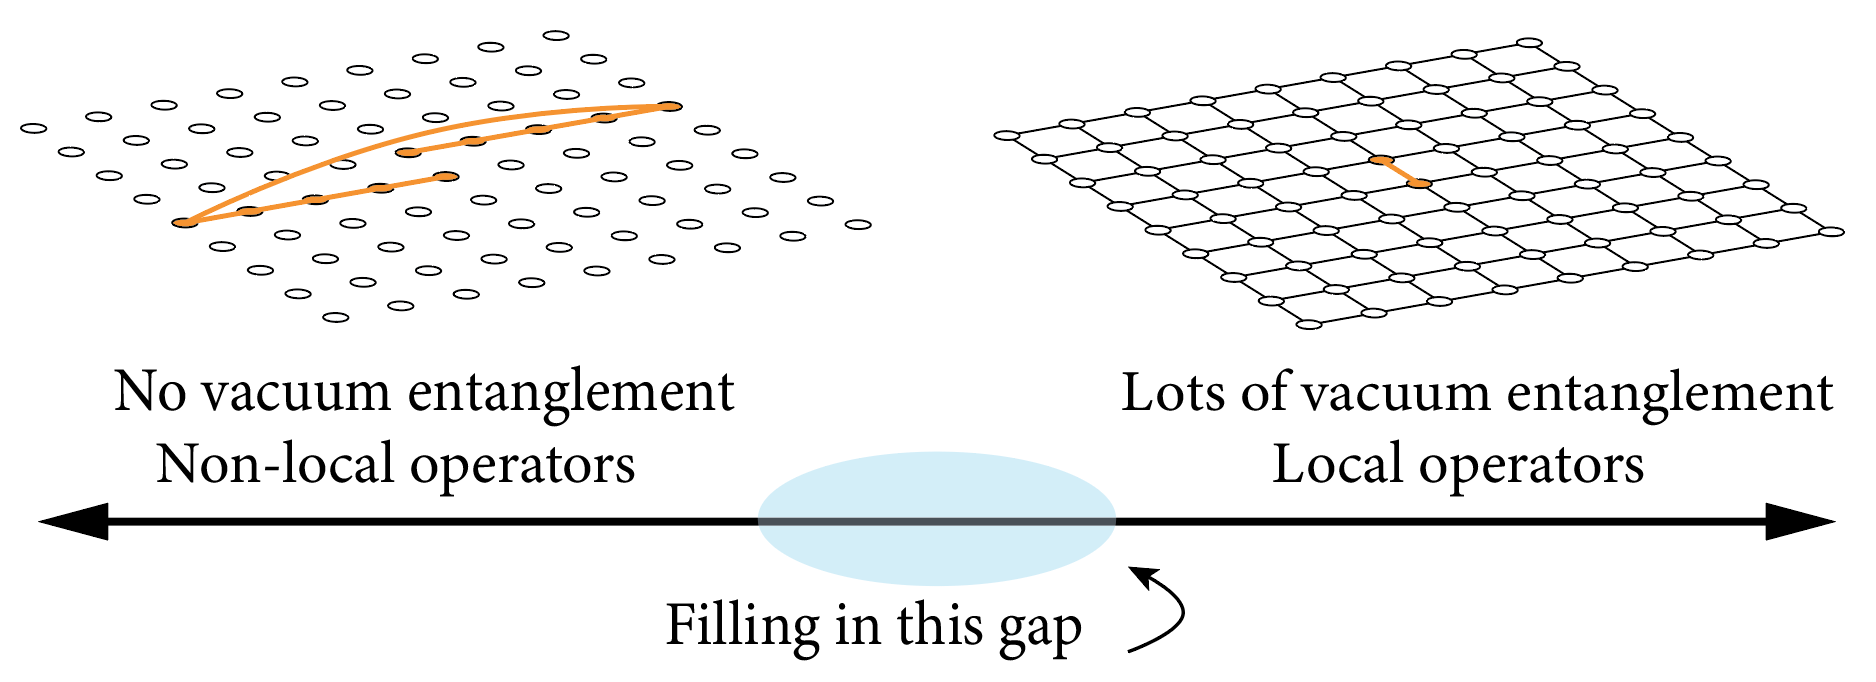 No vacuum entanglement
Non-local operators
Lots of vacuum entanglement
Local operators
Filling in this gap